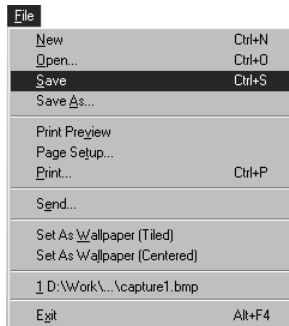 File
New Ctrl+N
Open... Ctrl+O
Save Ctrl+S
Save As...
Print Preview
Page Setup...
Print... Ctrl+P
Send...
Set As Wallpaper (Tiled)
Set As Wallpaper (Centered)
1 D:\Work\...\capture1.bmp
Exit Alt+F4